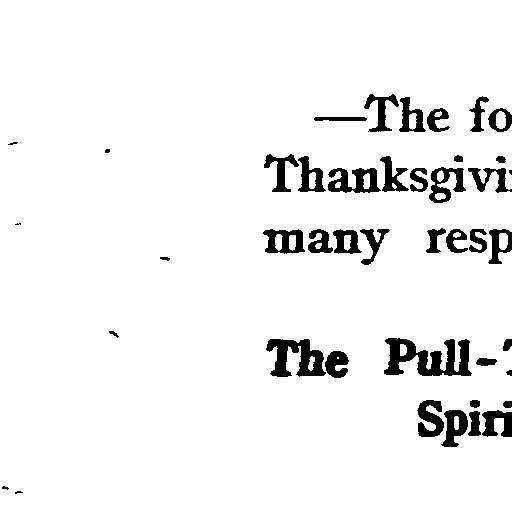 —The fo
Thanksgivi
many resp
The Pull-
Spiri